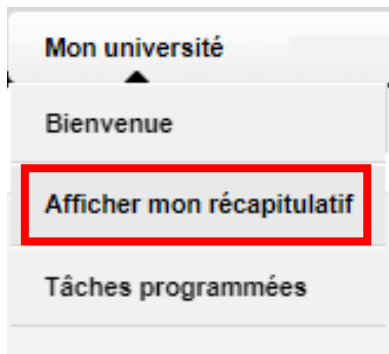 Mon université
Bienvenue
Afficher mon récapitulatif
Tâches programmées